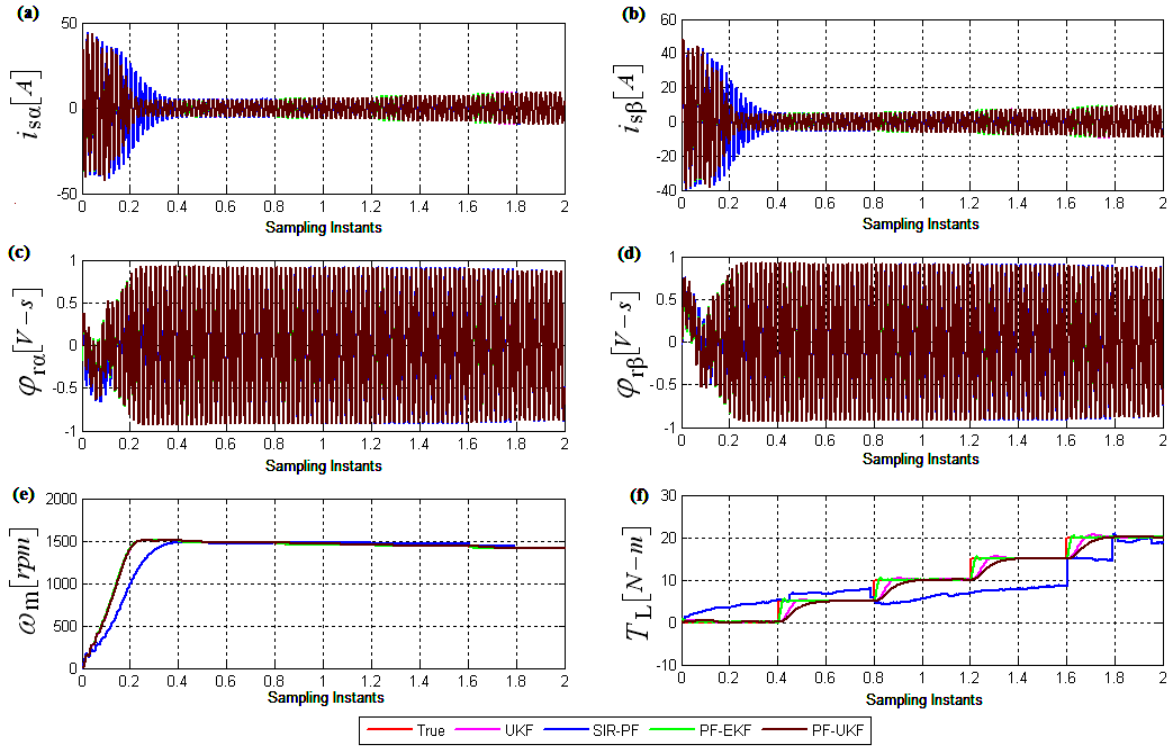 (a)
50
0
-50
0 0.2 0.4 0.6 0.8 1 1.2 1.4 1.6 1.8 2
isα[A]
Sampling Instants
(b)
60
40
20
0
-20
-40
0 0.2 0.4 0.6 0.8 1 1.2 1.4 1.6 1.8 2
isβ[A]
Sampling Instants
(c)
1
0.5
0
-0.5
-1
0 0.2 0.4 0.6 0.8 1 1.2 1.4 1.6 1.8 2
φrα[V-s]
Sampling Instants
(d)
1
0.5
0
-0.5
-1
0 0.2 0.4 0.6 0.8 1 1.2 1.4 1.6 1.8 2
φrβ[V-s]
Sampling Instants
(e)
2000
1500
1000
500
0
0 0.2 0.4 0.6 0.8 1 1.2 1.4 1.6 1.8 2
ωm[rpm]
Sampling Instants
(f)
30
20
10
0
-10
0 0.2 0.4 0.6 0.8 1 1.2 1.4 1.6 1.8 2
TL[N-m]
Sampling Instants
True UKF SIR-PF PF-EKF PF-UKF